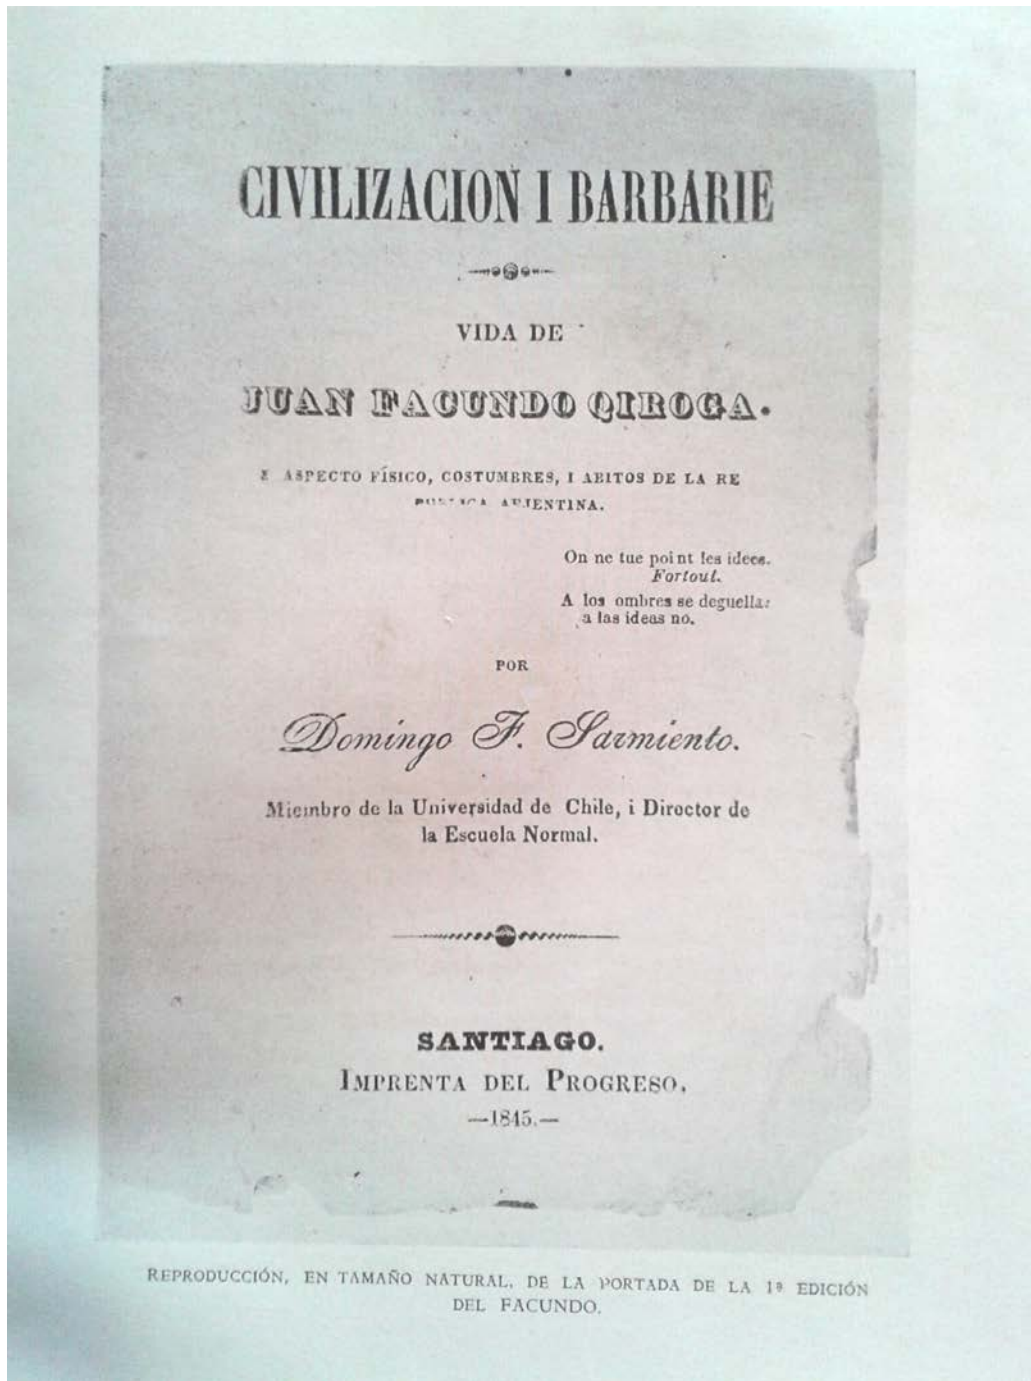 CIVILIZACION I BARBARIE
VIDA DE
JUAN FACUNDO QIROGA.
I ASPECTO FÍSICO, COSTUMBRES, I ABITOS DE LA RE
PUBLICA ARJENTINA.
On ne tue point les idees.
Fortout.
A los ombres se deguella:
a las ideas no.
POR
Domingo F. Sarmiento.
Miembro de la Universidad de Chile, i Director de
la Escuela Normal.
SANTIAGO.
IMPRENTA DEL PROGRESO.
—1845.—
REPRODUCCIÓN, EN TAMAÑO NATURAL, DE LA PORTADA DE LA 1ª EDICIÓN
DEL FACUNDO.